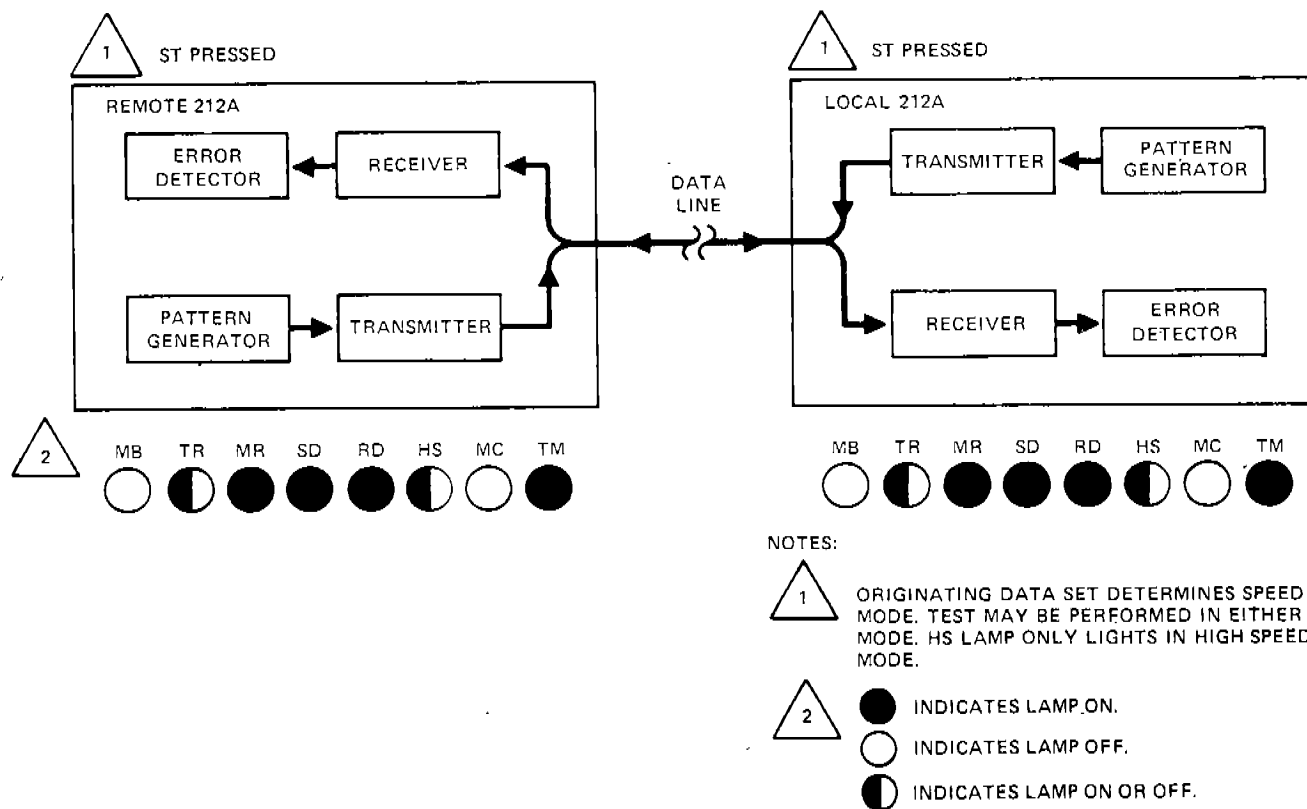 1
ST PRESSED
REMOTE 212A
ERROR
DETECTOR
RECEIVER
PATTERN
GENERATOR
TRANSMITTER
DATA
LINE
1
ST PRESSED
LOCAL 212A
TRANSMITTER
PATTERN
GENERATOR
RECEIVER
ERROR
DETECTOR
2
MB TR MR SD RD HS MC TM
MB TR MR SD RD HS MC TM
NOTES:
1
ORIGINATING DATA SET DETERMINES SPEED
MODE. TEST MAY BE PERFORMED IN EITHER
MODE. HS LAMP ONLY LIGHTS IN HIGH SPEED
MODE.
2
INDICATES LAMP ON.
INDICATES LAMP OFF.
INDICATES LAMP ON OR OFF.